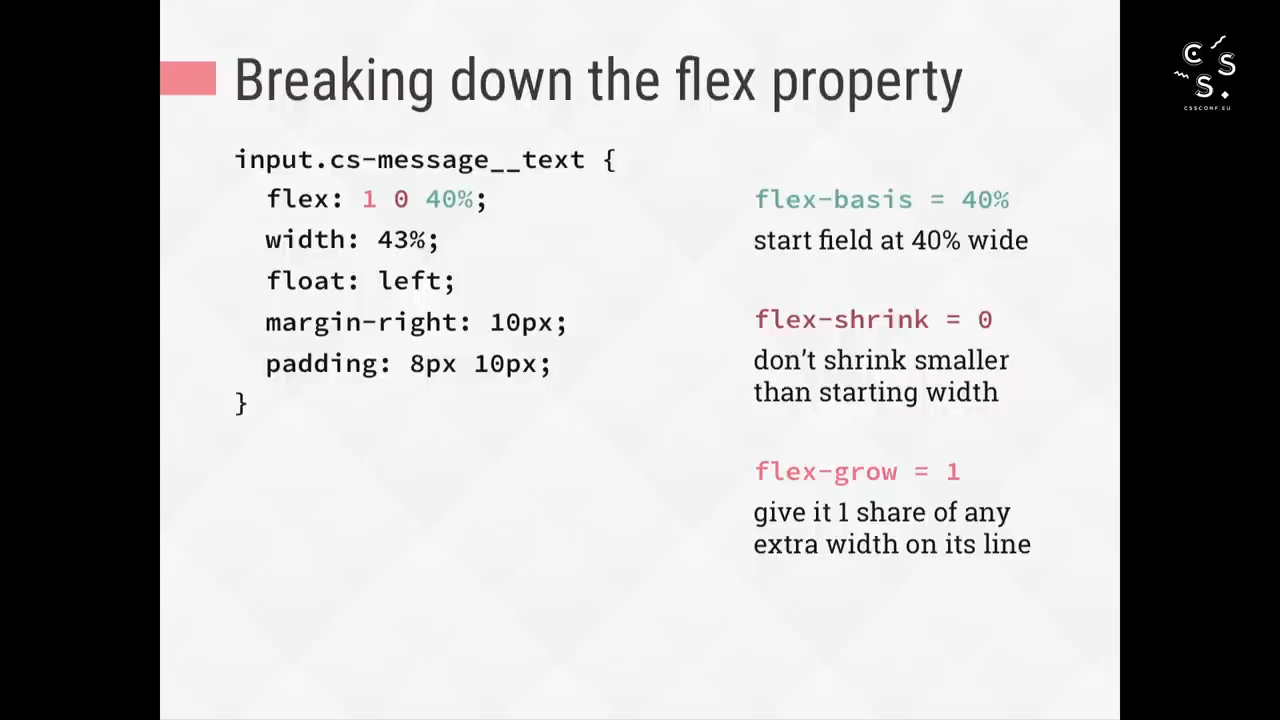 Breaking down the flex property
input.cs-message__text {
flex: 1 0 40%;
width: 43%;
float: left;
margin-right: 10px;
padding: 8px 10px;
}
flex-basis = 40%
start field at 40% wide
flex-shrink = 0
don’t shrink smaller
than starting width
flex-grow = 1
give it 1 share of any
extra width on its line
C S
S.
CSSCONF.EU